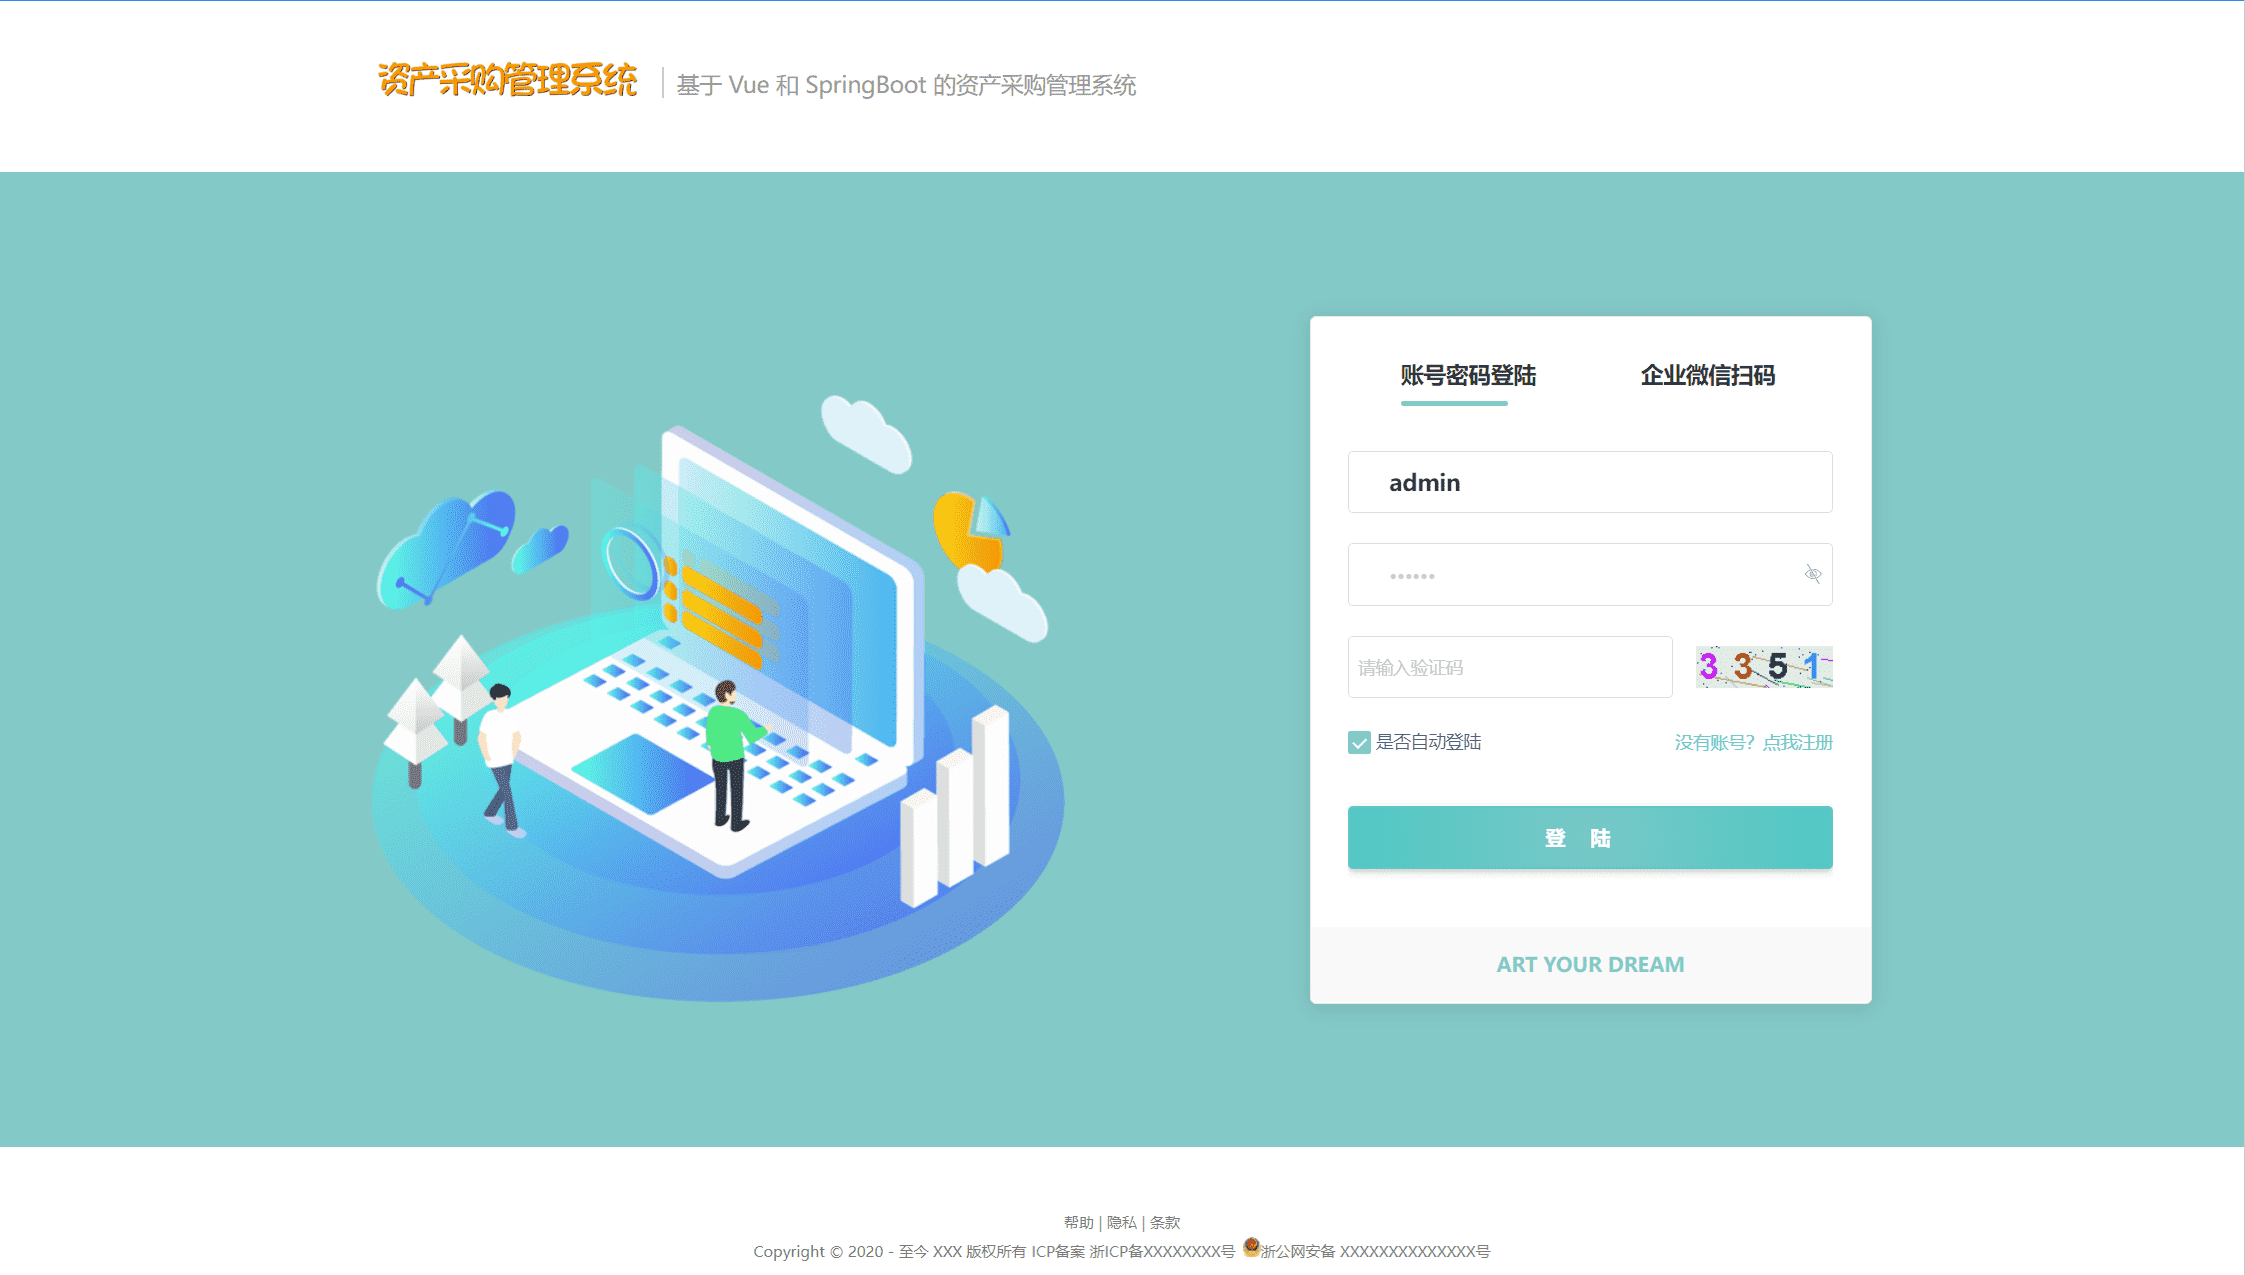 资产采购管理系统 基于 Vue 和 SpringBoot 的资产采购管理系统
账号密码登陆 企业微信扫码
admin
••••••
请输入验证码 3351
是否自动登陆 没有账号？点我注册
登 陆
ART YOUR DREAM
帮助 | 隐私 | 条款
Copyright © 2020 - 至今 XXX 版权所有 ICP备案 浙ICP备XXXXXXXX号 浙公网安备 XXXXXXXXXXXXXX号